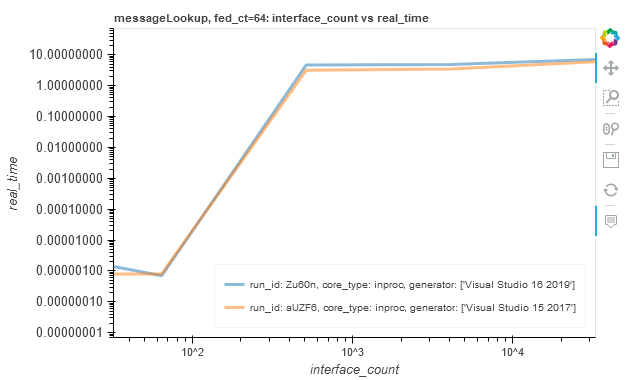 messageLookup, fed_ct=64: interface_count vs real_time
10.00000000
1.00000000
0.10000000
0.01000000
0.00100000
0.00010000
0.00001000
0.00000100
0.00000010
0.00000001
real_time
run_id: Zu60n, core_type: inproc, generator: ['Visual Studio 16 2019']
run_id: aUZF6, core_type: inproc, generator: ['Visual Studio 15 2017']
10^2
10^3
10^4
interface_count